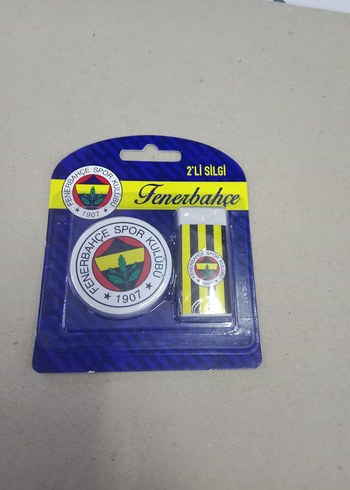 2'Lİ SİLGİ
Fenerbahçe
FENERBAHÇE SPOR KULÜBÜ
★ 1907 ★
FENERBAHÇE SPOR KULÜBÜ
★ 1907 ★